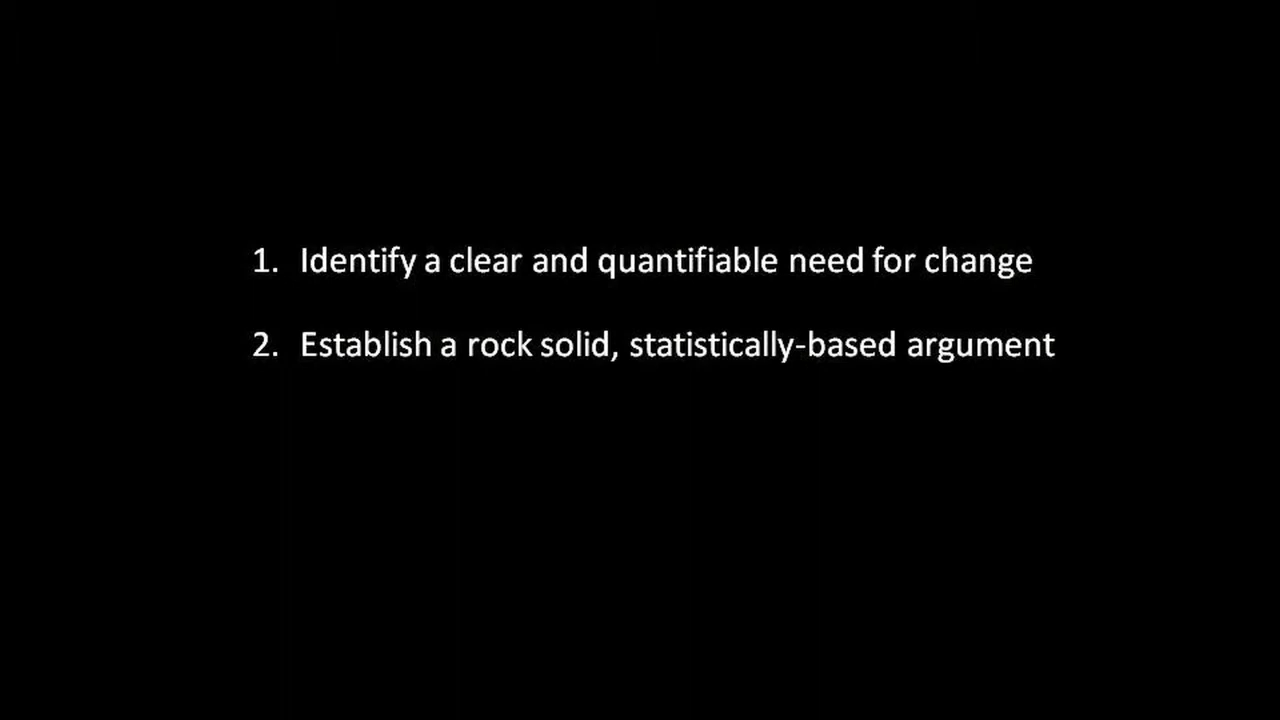 1. Identify a clear and quantifiable need for change
2. Establish a rock solid, statistically-based argument